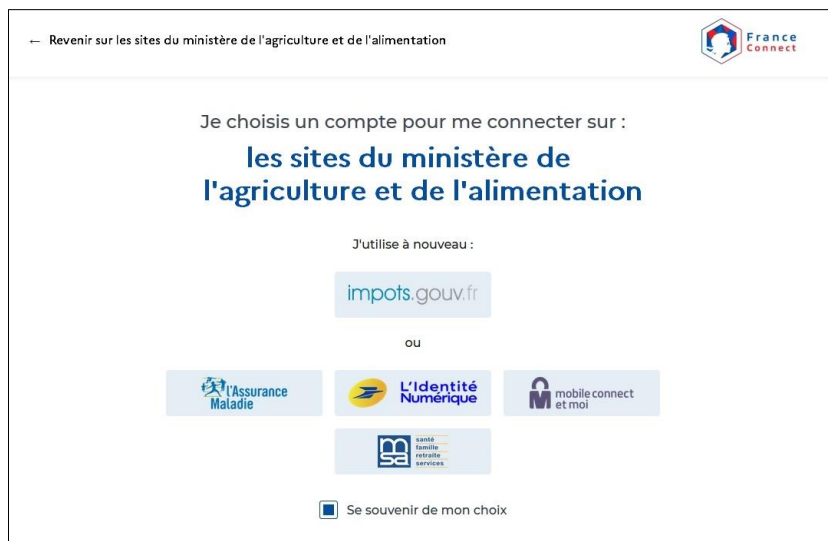 ← Revenir sur les sites du ministère de l'agriculture et de l'alimentation
France
Connect
Je choisis un compte pour me connecter sur :
les sites du ministère de
l'agriculture et de l'alimentation
J'utilise à nouveau :
impots.gouv.fr
ou
l'Assurance
Maladie
L'Identité
Numérique
mobile connect
et moi
msa
santé
famille
retraite
services
Se souvenir de mon choix